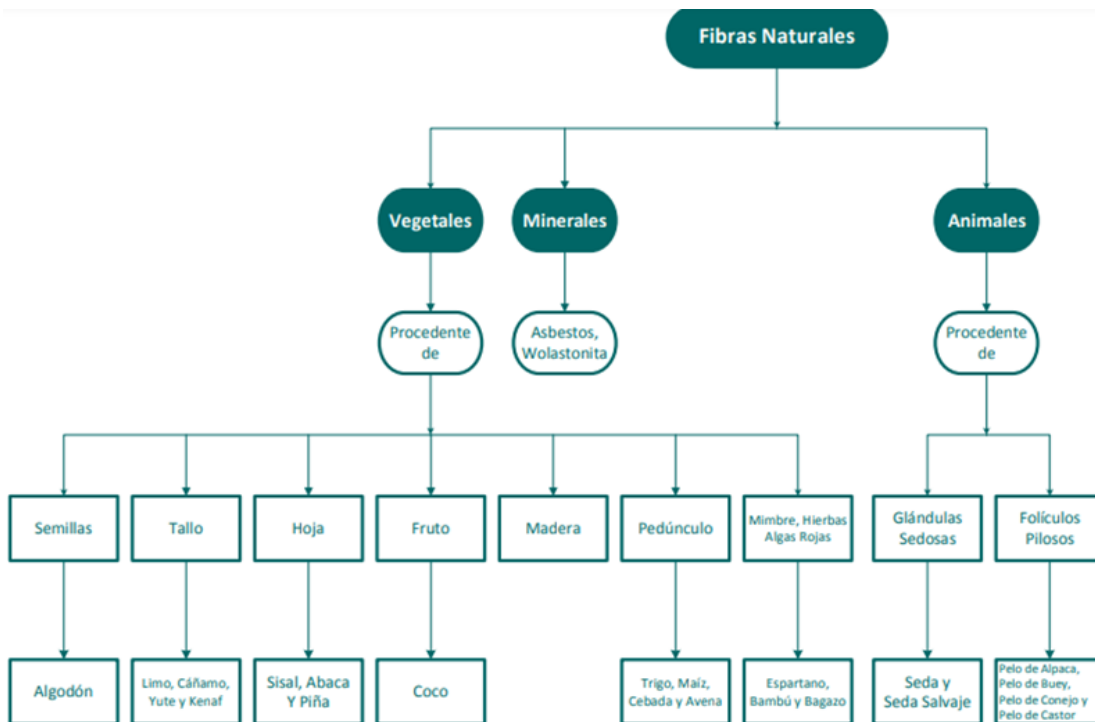 Fibras Naturales
Vegetales
Minerales
Animales
Procedente
de
Asbestos,
Wolastonita
Procedente
de
Semillas
Tallo
Hoja
Fruto
Madera
Pedúnculo
Mimbre, Hierbas
Algas Rojas
Glándulas
Sedosas
Folículos
Pilosos
Algodón
Limo, Cáñamo,
Yute y Kenaf
Sisal, Abaca
Y Piña
Coco
Trigo, Maíz,
Cebada y Avena
Espartano,
Bambú y Bagazo
Seda y
Seda Salvaje
Pelo de Alpaca,
Pelo de Buey,
Pelo de Conejo y
Pelo de Castor